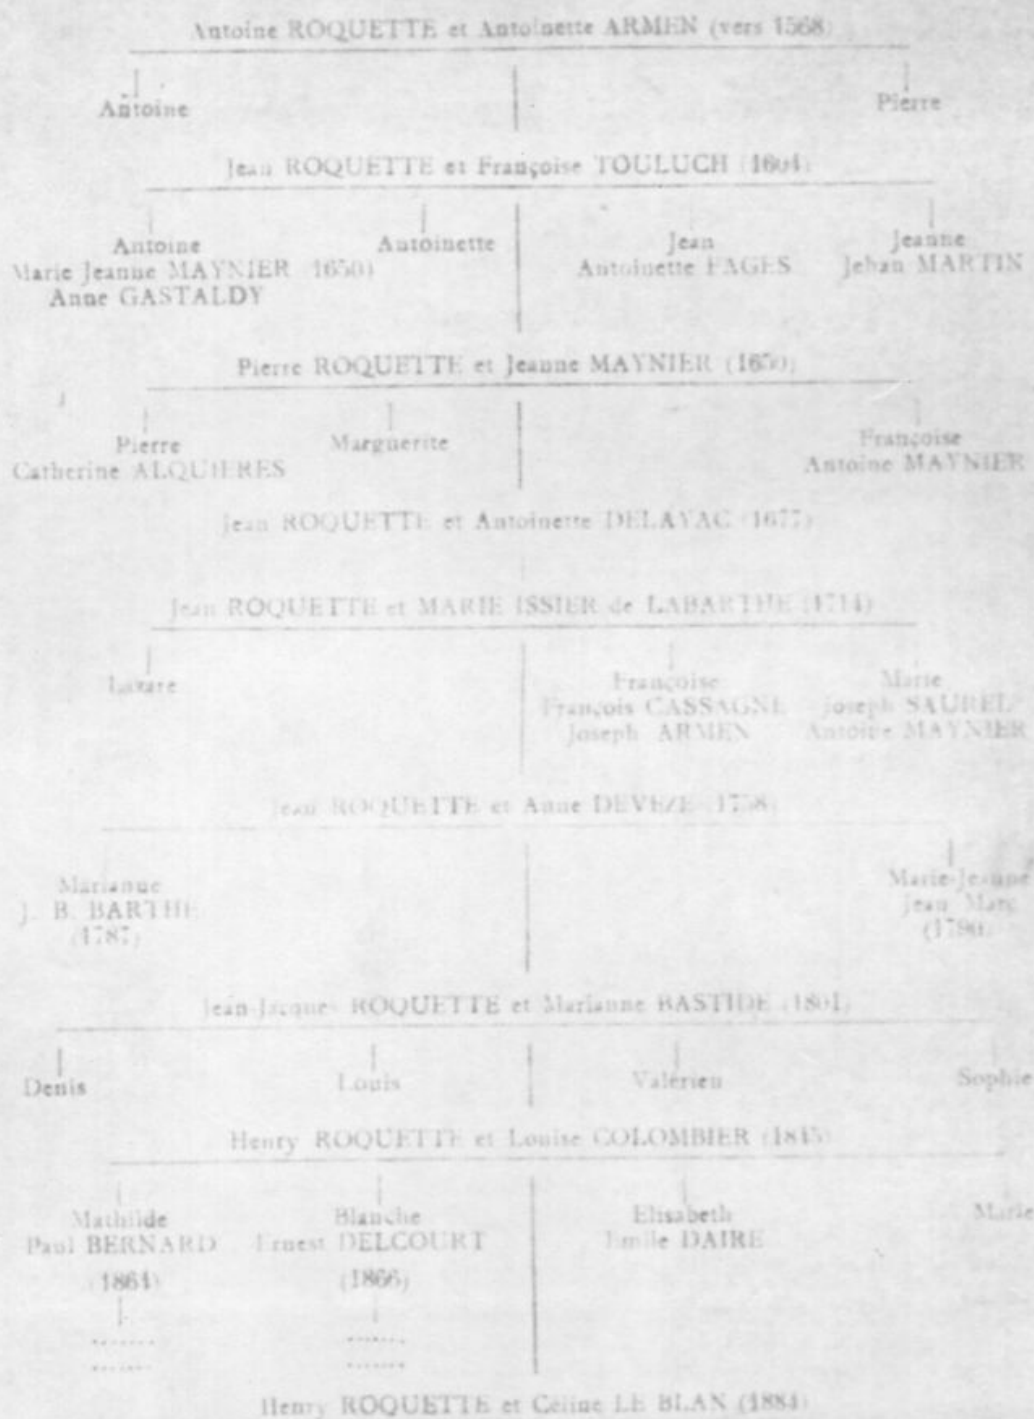 Antoine ROQUETTE et Antoinette ARMEN (vers 1568)
Antoine Pierre
Jean ROQUETTE et Françoise TOULUCH (1604)
Antoine Antoinette Jean Jeanne
Marie Jeanne MAYNIER (1650) Antoinette FAGES Jehan MARTIN
Anne GASTALDY
Pierre ROQUETTE et Jeanne MAYNIER (1650)
Pierre Marguerite Françoise
Catherine ALQUIERES Antoine MAYNIER
Jean ROQUETTE et Antoinette DELAYAC (1677)
Jean ROQUETTE et MARIE ISSIER de LABARTHE (1714)
Lazare Françoise Marie
François CASSAGNE Joseph SAUREL
Joseph ARMEN Antoine MAYNIER
Jean ROQUETTE et Anne DEVEZE (1758)
Marianne Marie-Jeanne
J. B. BARTHE Jean Marc
(1787) (1790)
Jean-Jacques ROQUETTE et Marianne BASTIDE (1801)
Denis Louis Valérien Sophie
Henry ROQUETTE et Louise COLOMBIER (1845)
Mathilde Blanche Elisabeth Marie
Paul BERNARD Ernest DELCOURT Emile DAIRE
(1864) (1866)
....... .......
....... .......
Henry ROQUETTE et Céline LE BLAN (1884)